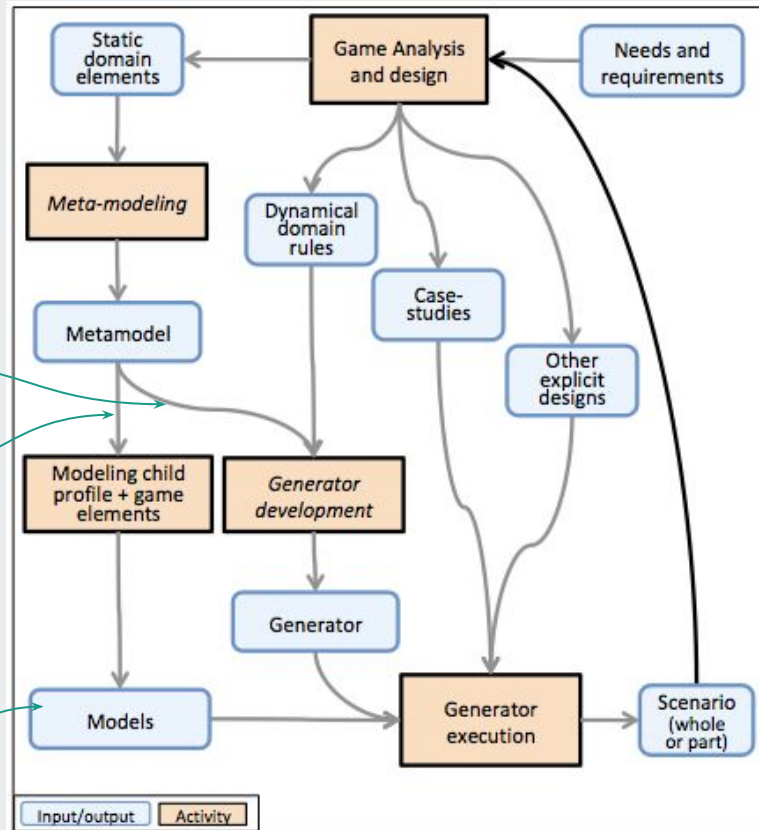 Static
domain
elements
Game Analysis
and design
Needs and
requirements
Meta-modeling
Dynamical
domain
rules
Case-
studies
Metamodel
Other
explicit
designs
Modeling child
profile + game
elements
Generator
development
Generator
Models
Generator
execution
Scenario
(whole
or part)
Input/output
Activity